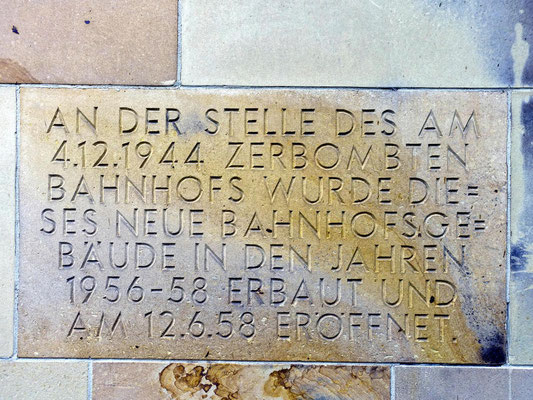 AN DER STELLE DES AM
4.12.1944 ZERBOMBTEN
BAHNHOFS WURDE DIE=
SES NEUE BAHNHOFSGE=
BÄUDE IN DEN JAHREN
1956-58 ERBAUT UND
AM 12.6.58 ERÖFFNET.